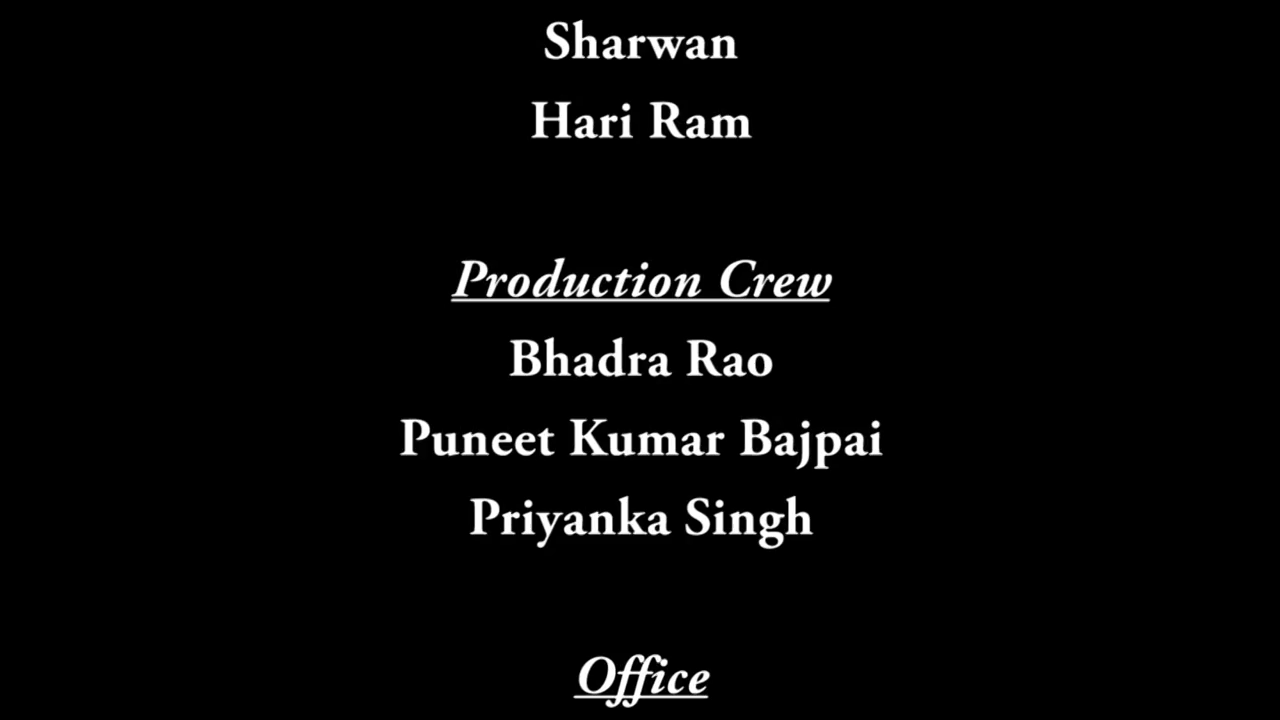 Sharwan
Hari Ram
Production Crew
Bhadra Rao
Puneet Kumar Bajpai
Priyanka Singh
Office